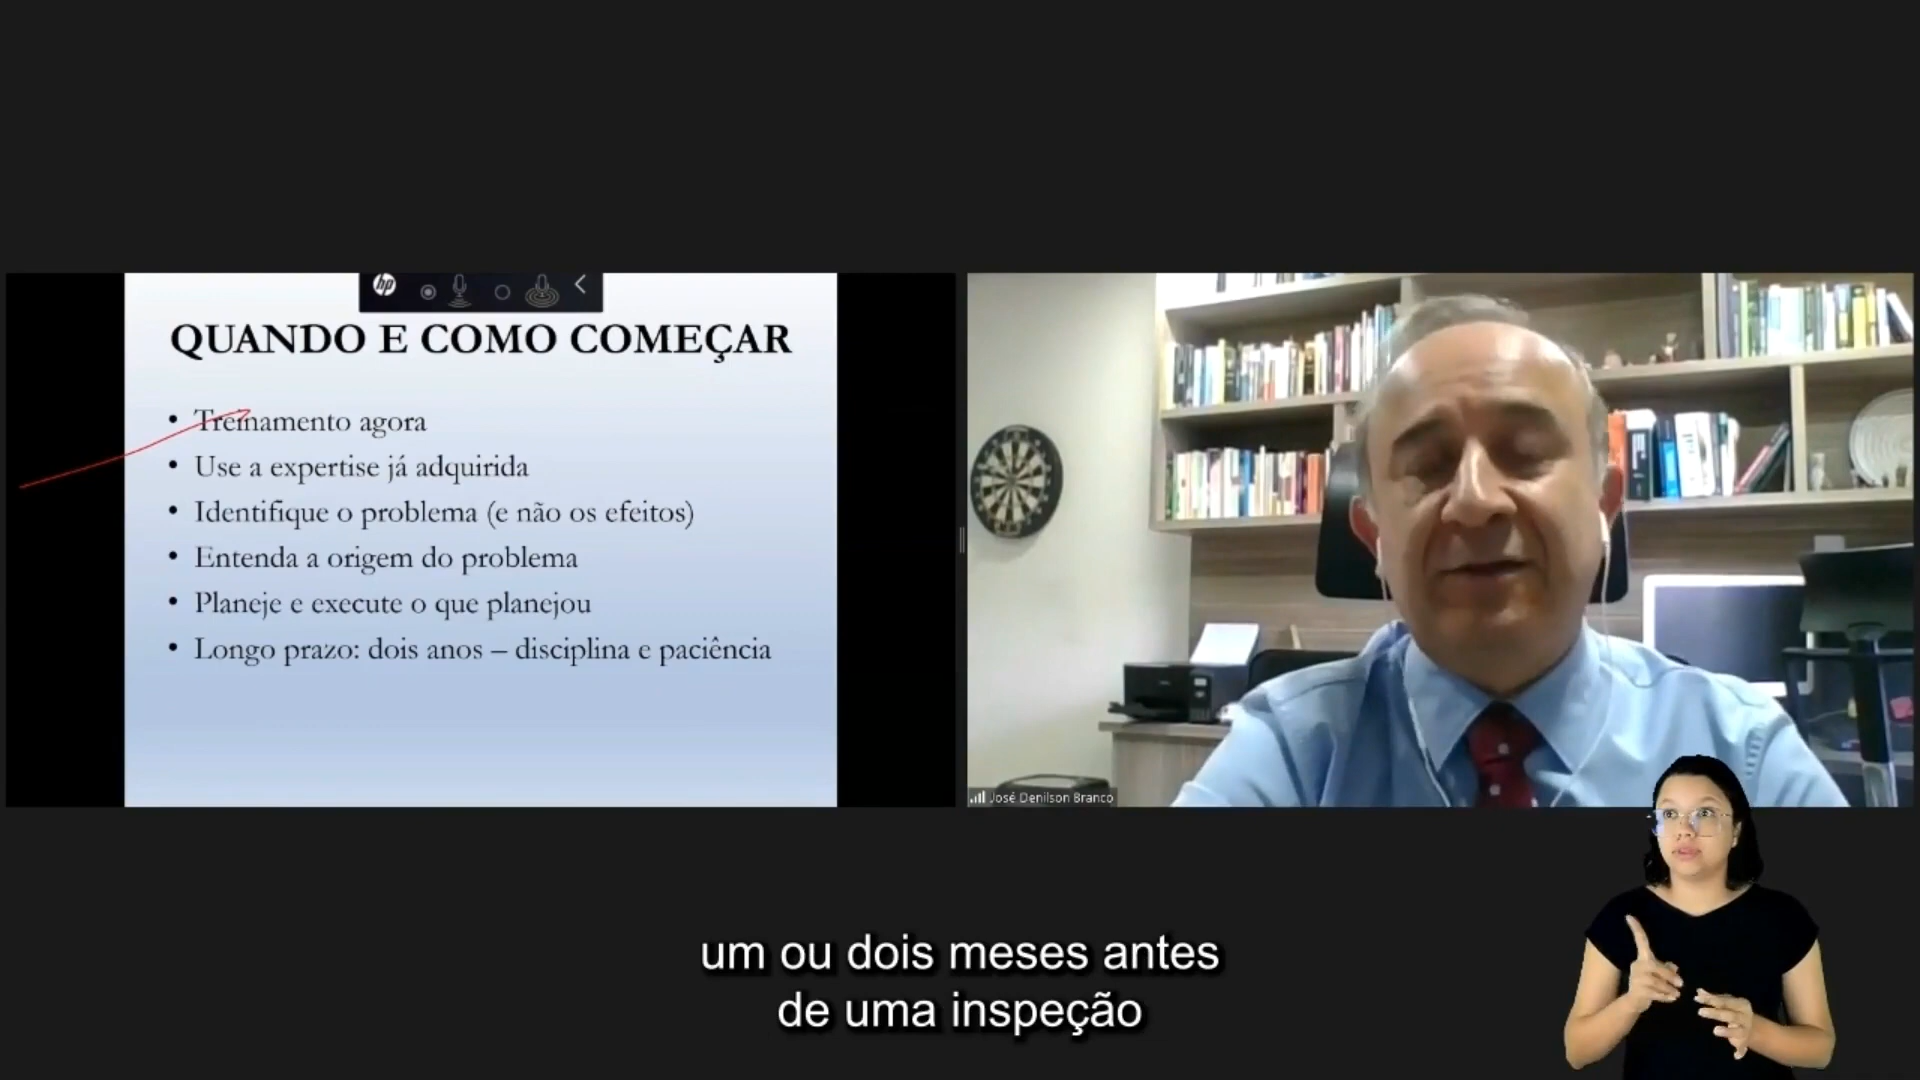 hp
QUANDO E COMO COMEÇAR
• Treinamento agora
• Use a expertise já adquirida
• Identifique o problema (e não os efeitos)
• Entenda a origem do problema
• Planeje e execute o que planejou
• Longo prazo: dois anos – disciplina e paciência
José Denilson Branco
um ou dois meses antes
de uma inspeção